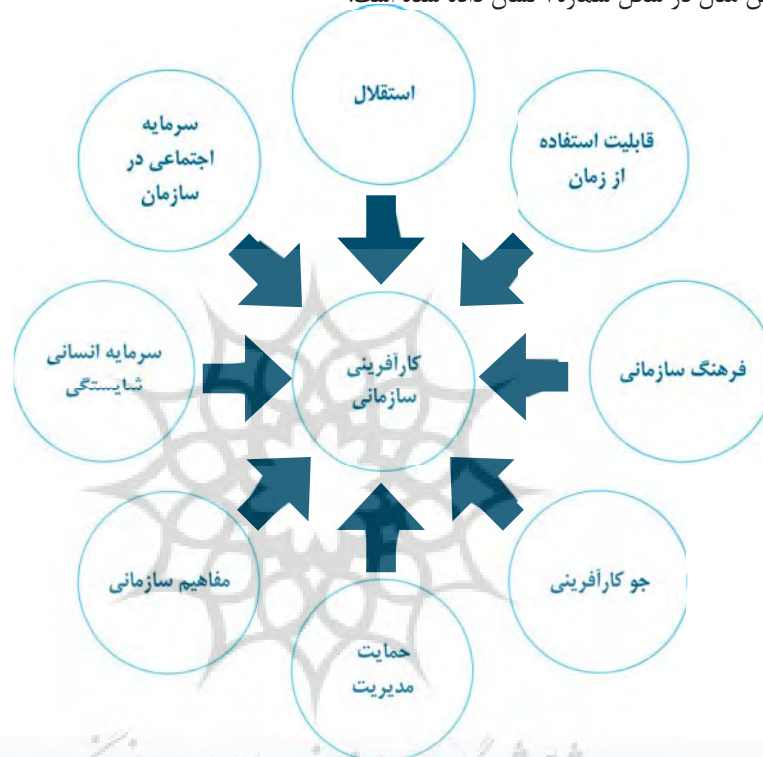 استقلال
قابلیت استفاده
از زمان
سرمایه
اجتماعی در
سازمان
فرهنگ سازمانی
کارآفرینی
سازمانی
سرمایه انسانی
شایستگی
جو کارآفرینی
مفاهیم سازمانی
حمایت
مدیریت